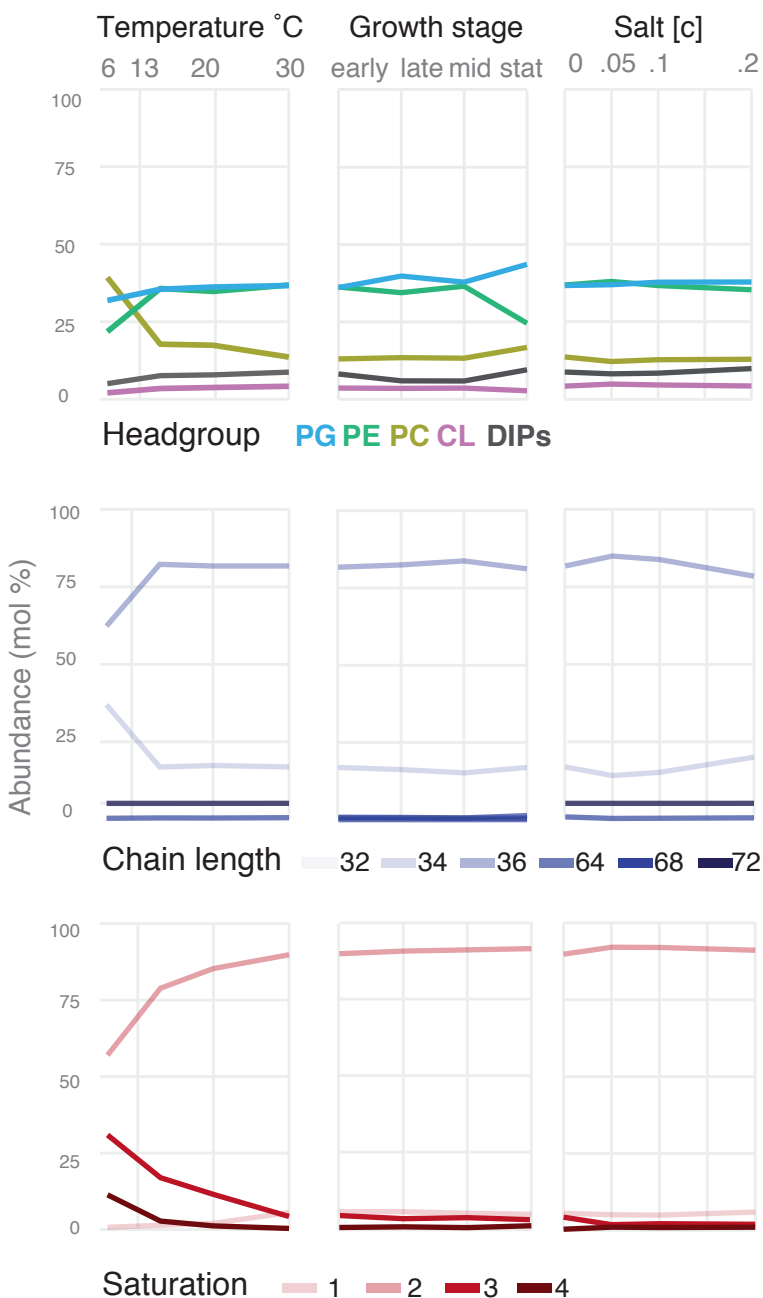 Temperature ˚C Growth stage Salt [c]
6 13 20 30 early late mid stat 0 .05 .1 .2
100
75
50
25
0
Headgroup PG PE PC CL DIPs
Abundance (mol %)
100
75
50
25
0
Chain length 32 34 36 64 68 72
100
75
50
25
0
Saturation 1 2 3 4